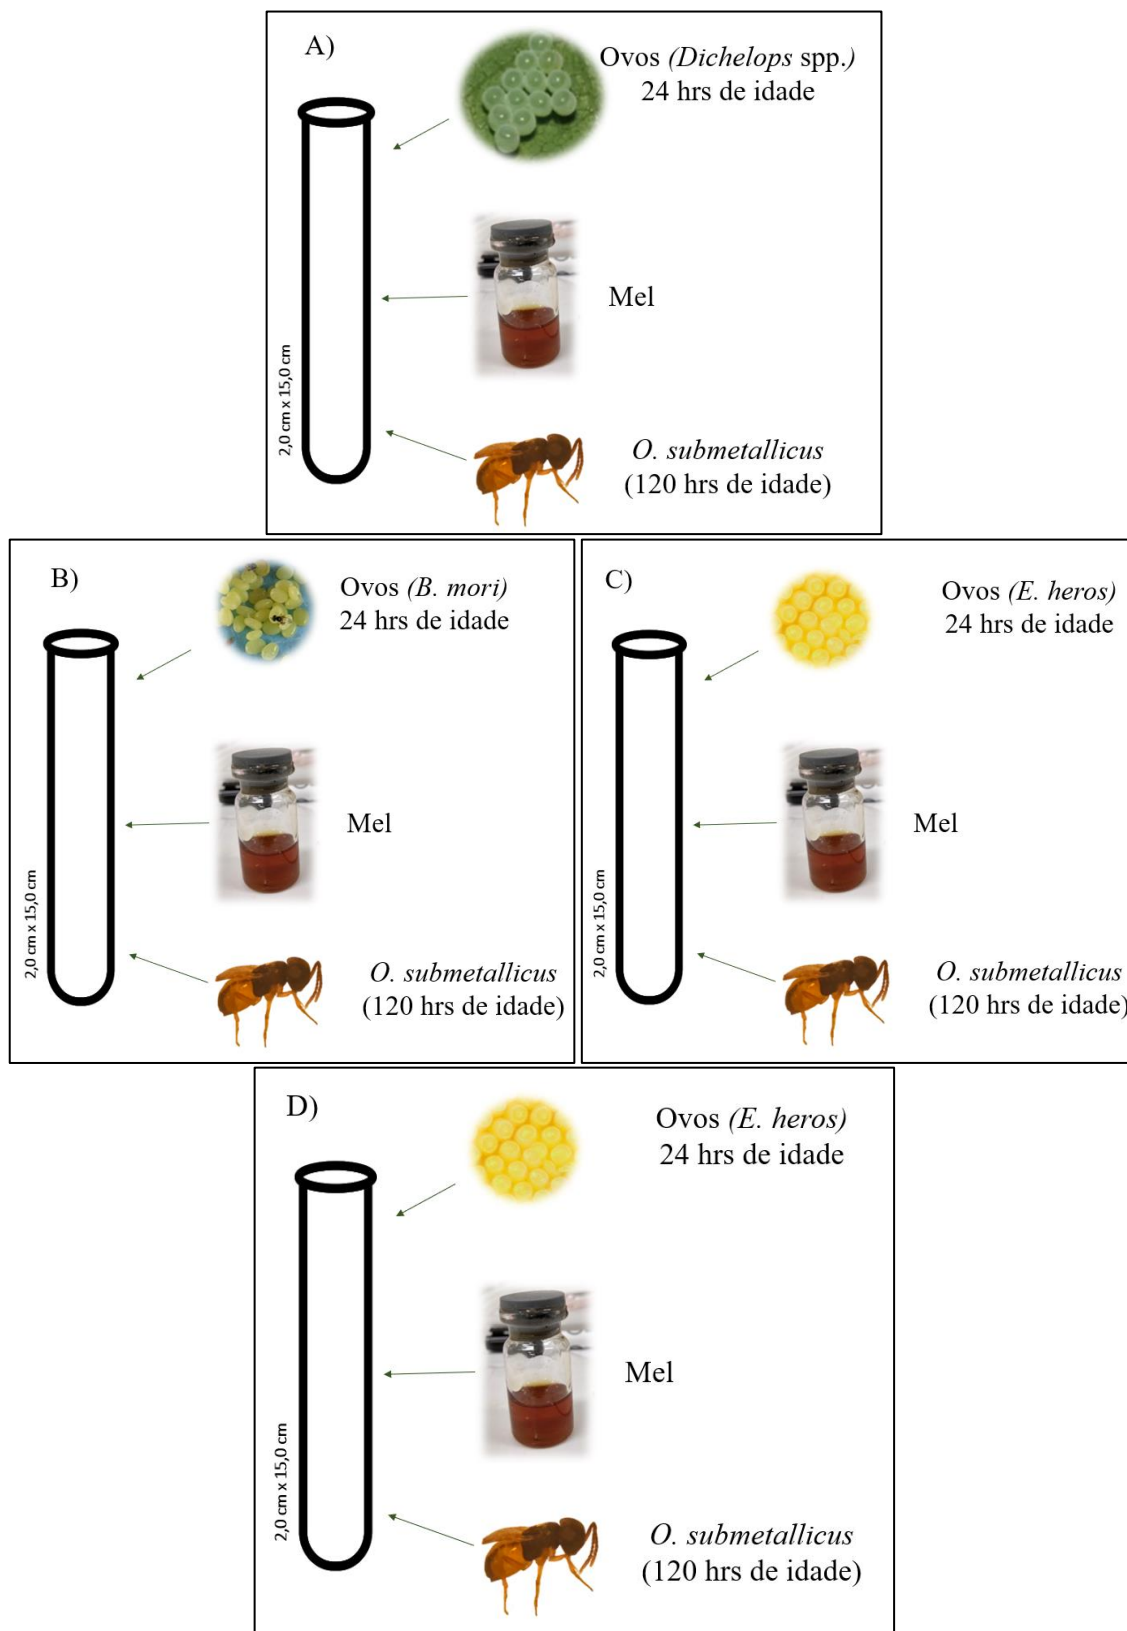 A)
Ovos (Dichelops spp.)
24 hrs de idade
Mel
2,0 cm x 15,0 cm
O. submetallicus
(120 hrs de idade)
B)
Ovos (B. mori)
24 hrs de idade
Mel
2,0 cm x 15,0 cm
O. submetallicus
(120 hrs de idade)
C)
Ovos (E. heros)
24 hrs de idade
Mel
2,0 cm x 15,0 cm
O. submetallicus
(120 hrs de idade)
D)
Ovos (E. heros)
24 hrs de idade
Mel
2,0 cm x 15,0 cm
O. submetallicus
(120 hrs de idade)